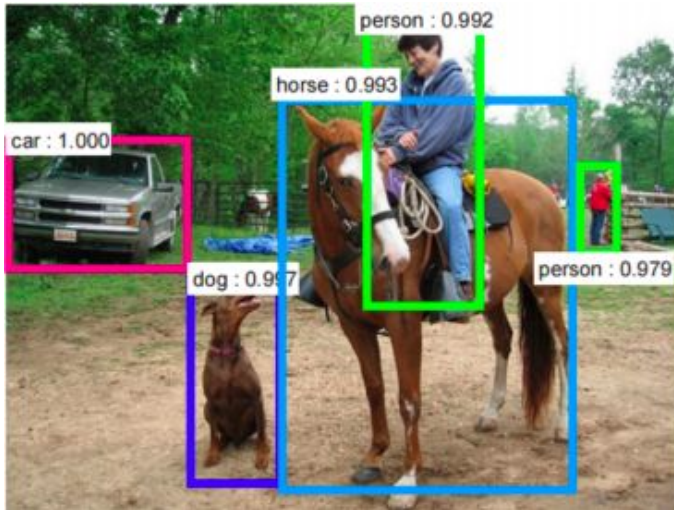 person : 0.992
horse : 0.993
car : 1.000
dog : 0.997
person : 0.979